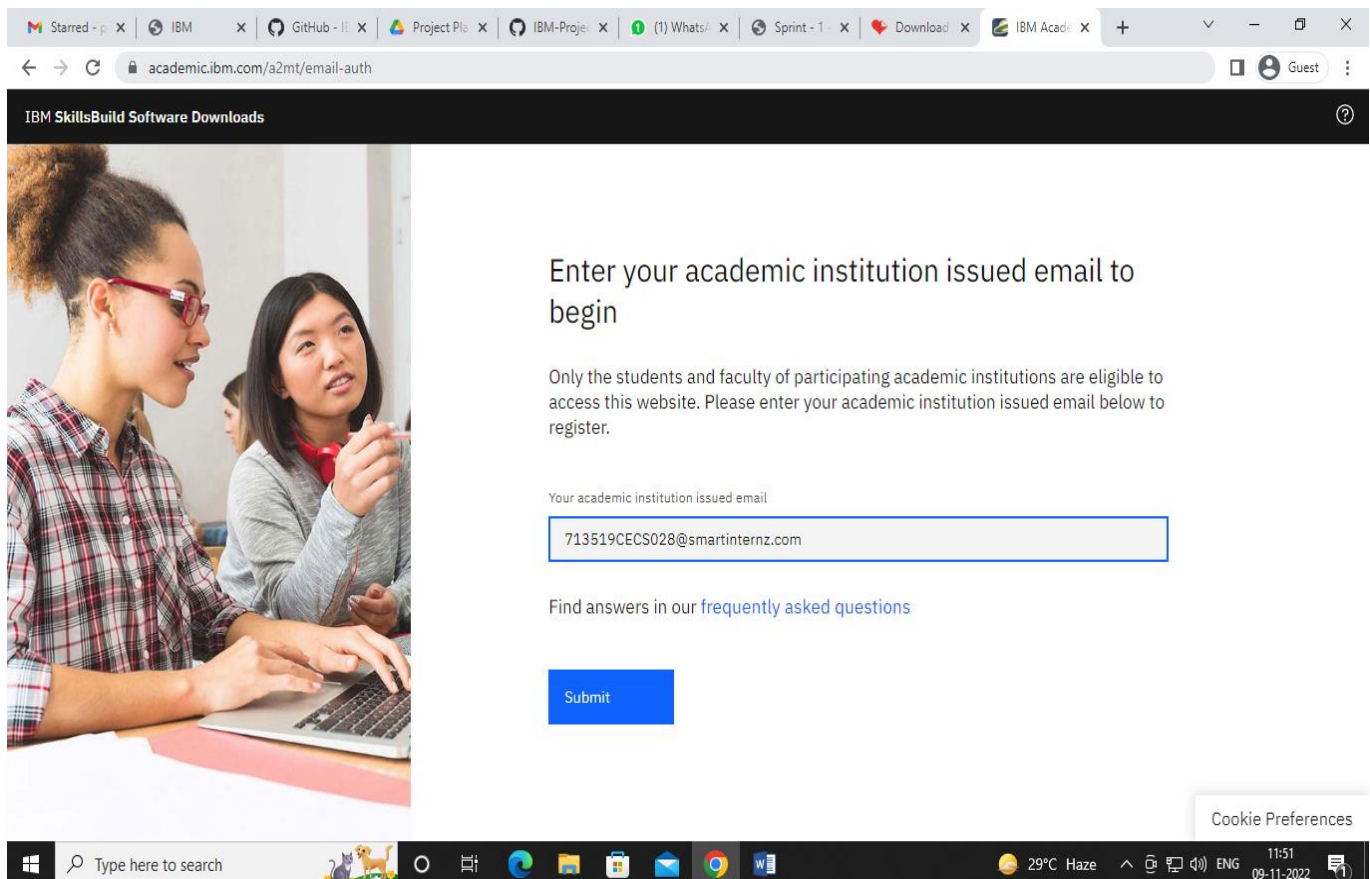 Starred - p
IBM
GitHub - IE
Project Pla
IBM-Projec
(1) WhatsA
Sprint - 1 -
Download
IBM Acade
academic.ibm.com/a2mt/email-auth
Guest
IBM SkillsBuild Software Downloads
Enter your academic institution issued email to
begin
Only the students and faculty of participating academic institutions are eligible to
access this website. Please enter your academic institution issued email below to
register.
Your academic institution issued email
713519CECS028@smartinternz.com
Find answers in our frequently asked questions
Submit
Cookie Preferences
Type here to search
29°C Haze
ENG
11:51
09-11-2022